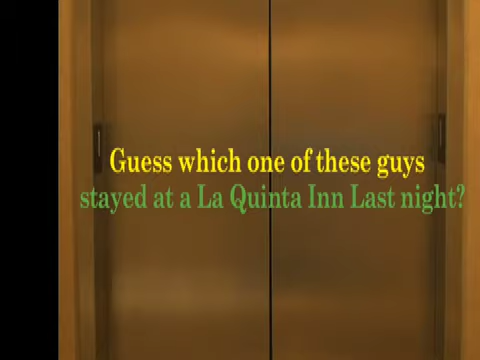 Guess which one of these guys
stayed at a La Quinta Inn Last night?